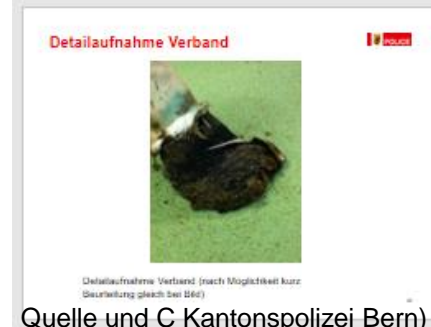 Detailaufnahme Verband
POLICE
Detailaufnahme Verband (nach Möglichkeit kurz
Beurteilung gleich bei Bild)
Quelle und C Kantonspolizei Bern)